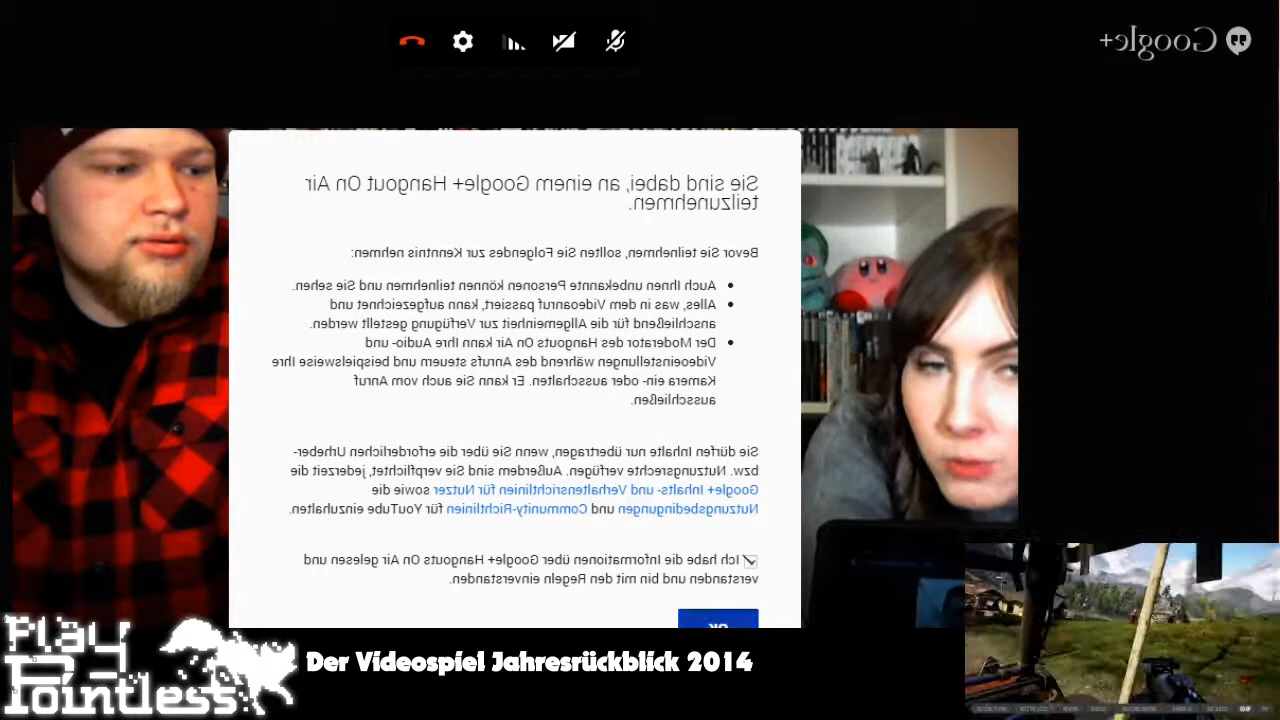 Google+
Sie sind dabei, an einem Google+ Hangout On Air
teilzunehmen.
Bevor Sie teilnehmen, sollten Sie Folgendes zur Kenntnis nehmen:
• Auch Ihnen unbekannte Personen können teilnehmen und Sie sehen.
• Alles, was in dem Videoanruf passiert, kann aufgezeichnet und
anschließend für die Allgemeinheit zur Verfügung gestellt werden.
• Der Moderator des Hangouts On Air kann Ihre Audio- und
Videoeinstellungen während des Anrufs steuern und beispielsweise Ihre
Kamera ein- oder ausschalten. Er kann Sie auch vom Anruf
ausschließen.
Sie dürfen Inhalte nur übertragen, wenn Sie über die erforderlichen Urheber-
bzw. Nutzungsrechte verfügen. Außerdem sind Sie verpflichtet, jederzeit die
Google+ Inhalts- und Verhaltensrichtlinien für Nutzer sowie die
Nutzungsbedingungen und Community-Richtlinien für YouTube einzuhalten.
Ich habe die Informationen über Google+ Hangouts On Air gelesen und
verstanden und bin mit den Regeln einverstanden.
OK
Play
Pointless
Der Videospiel Jahresrückblick 2014